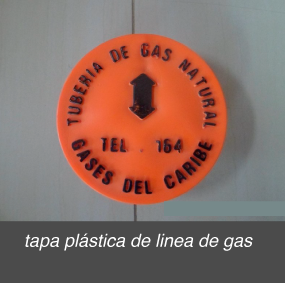 TUBERIA DE GAS NATURAL
TEL. 164
GASES DEL CARIBE
tapa plástica de linea de gas